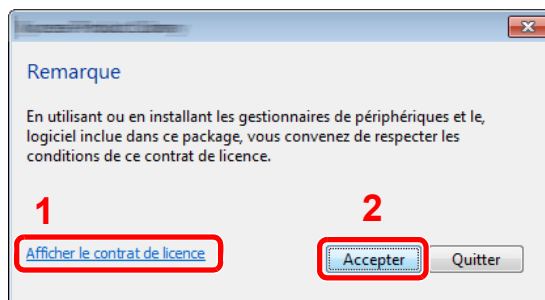 Remarque
En utilisant ou en installant les gestionnaires de périphériques et le,
logiciel inclue dans ce package, vous convenez de respecter les
conditions de ce contrat de licence.
1
2
Afficher le contrat de licence
Accepter
Quitter